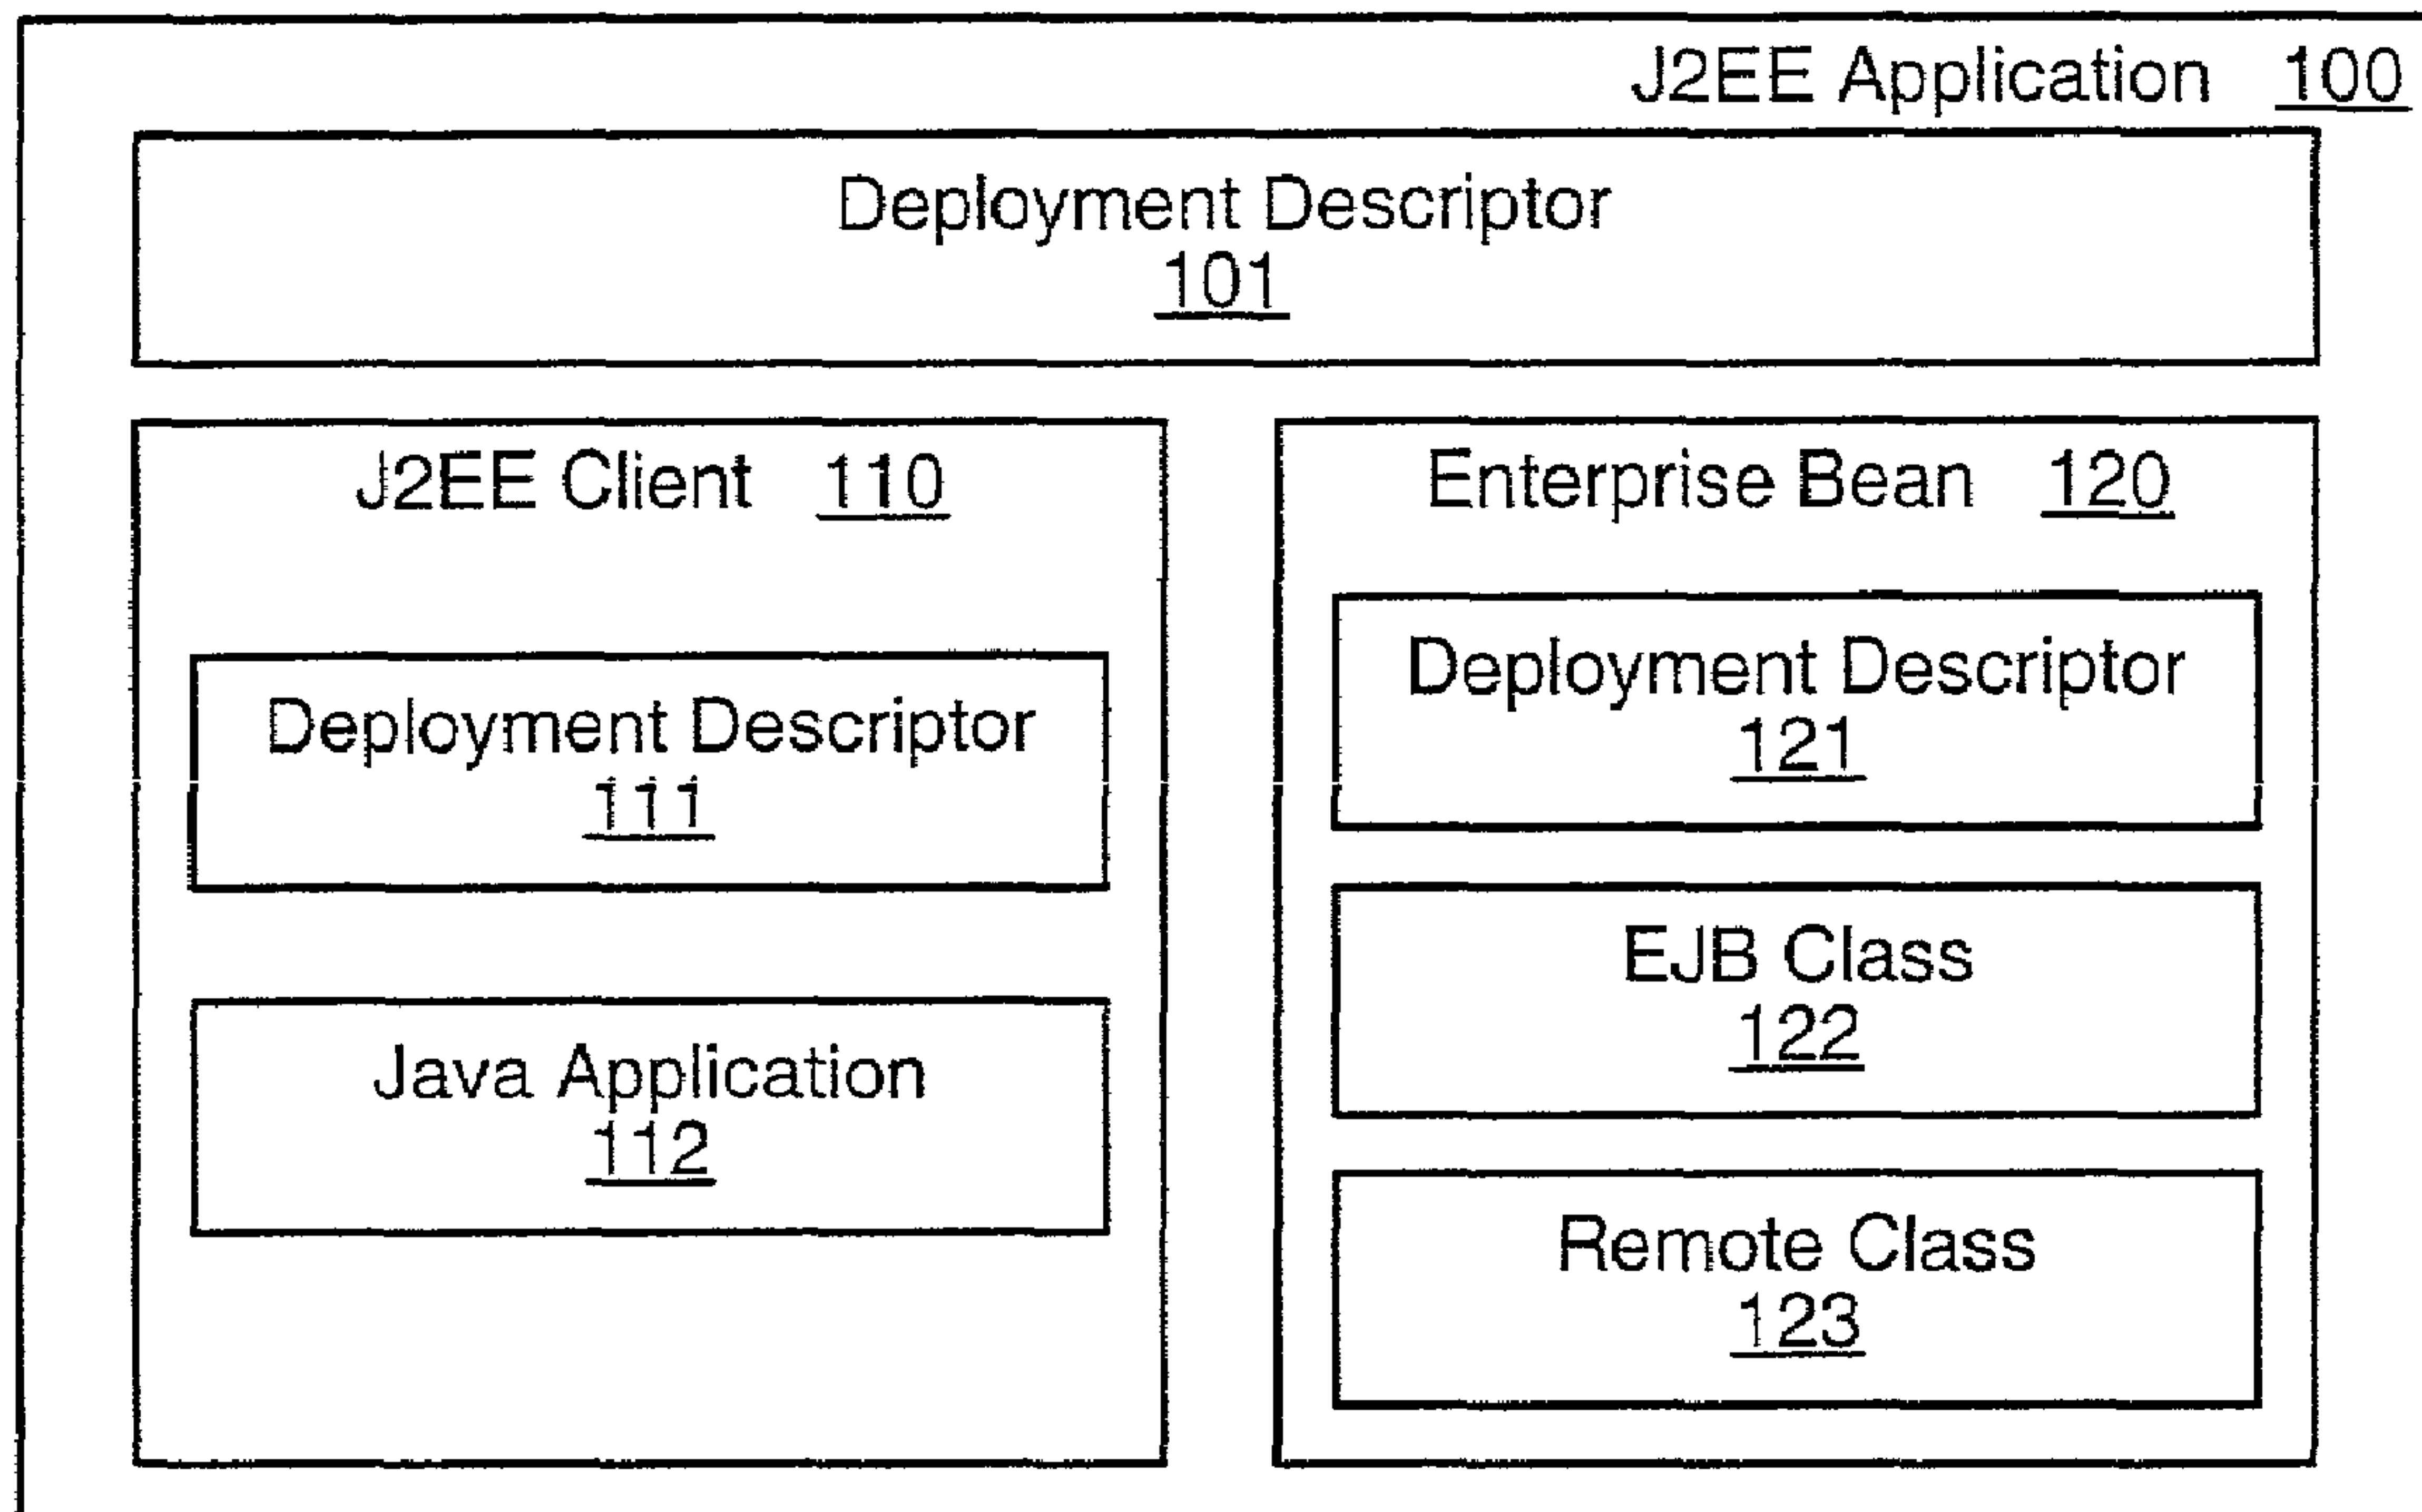 J2EE Application 100
Deployment Descriptor
101
J2EE Client 110
Deployment Descriptor
111
Java Application
112
Enterprise Bean 120
Deployment Descriptor
121
EJB Class
122
Remote Class
123